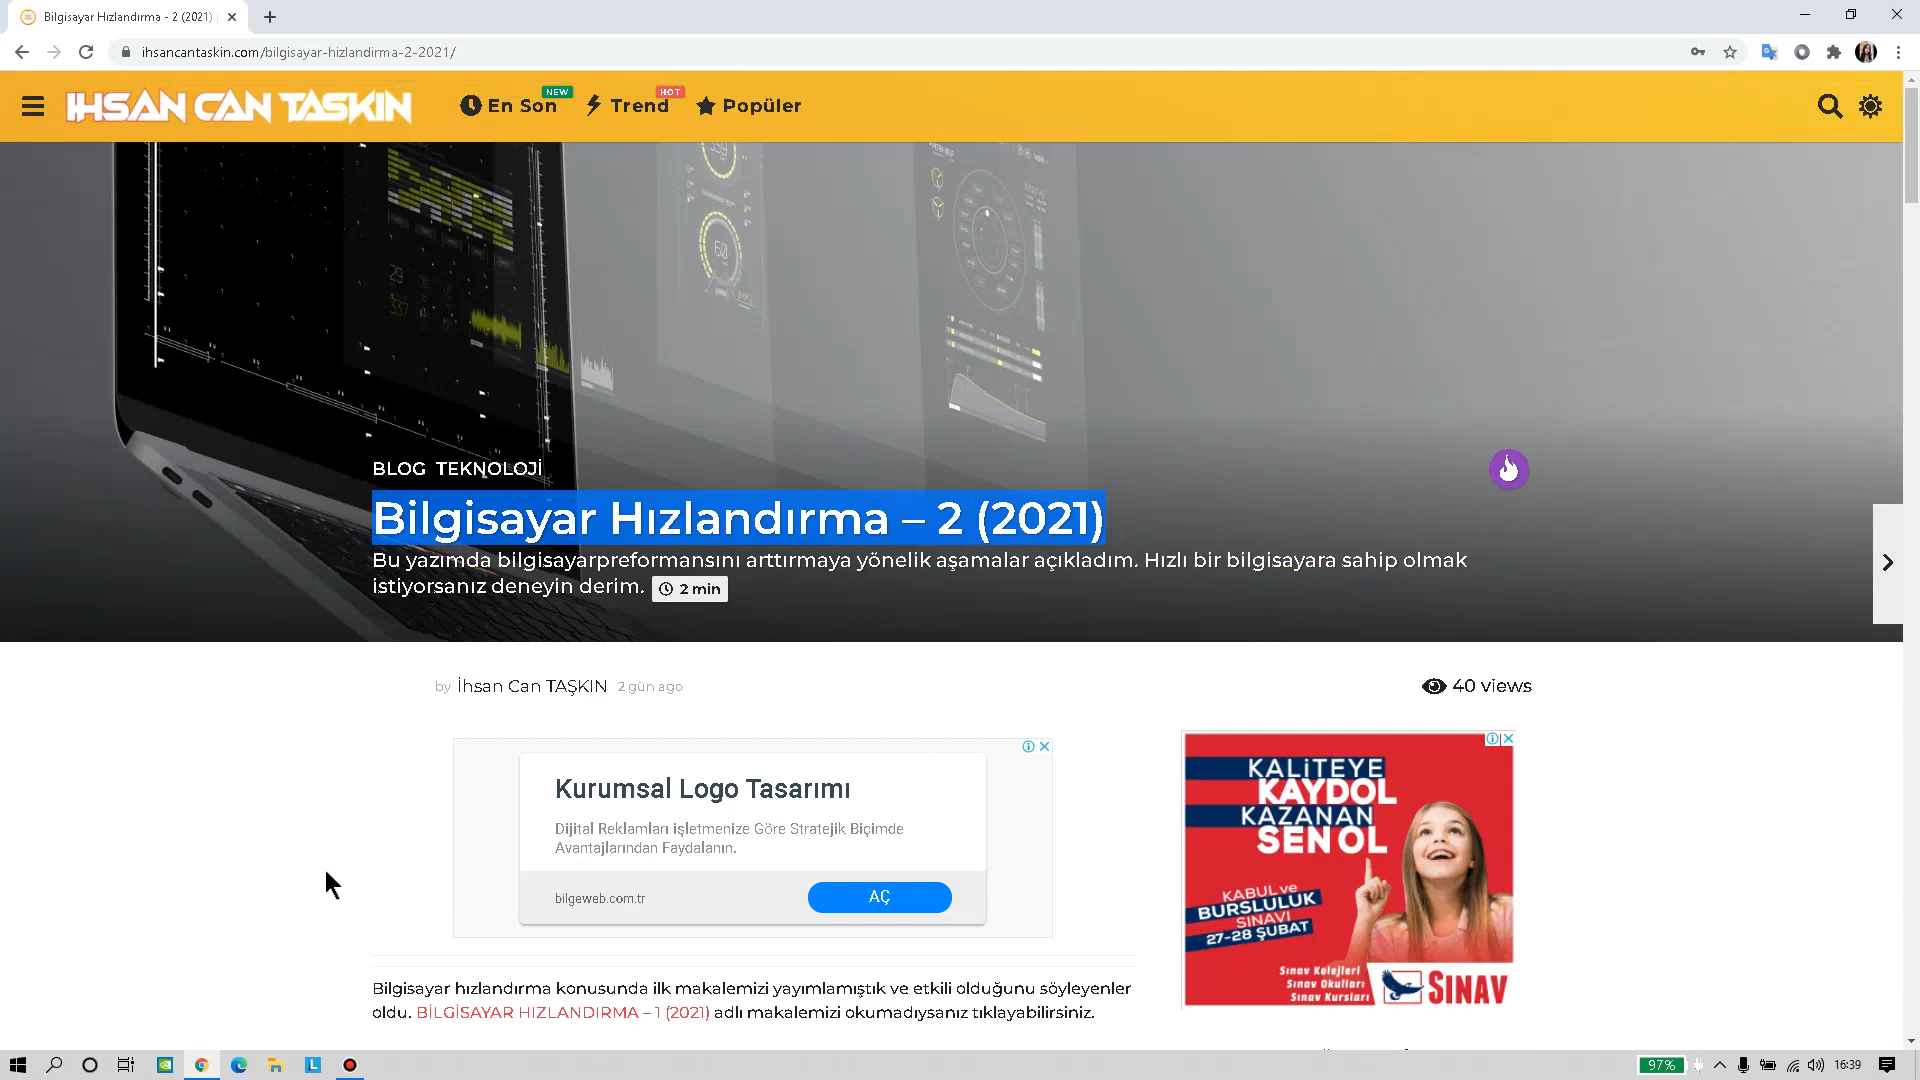 Bilgisayar Hızlandırma - 2 (2021)
ihsancantaskin.com/bilgisayar-hizlandirma-2-2021/
IHSAN CAN TASKIN
En Son NEW
Trend HOT
Popüler
60
BLOG TEKNOLOJİ
Bilgisayar Hızlandırma – 2 (2021)
Bu yazımda bilgisayarpreformansını arttırmaya yönelik aşamalar açıkladım. Hızlı bir bilgisayara sahip olmak
istiyorsanız deneyin derim. 2 min
by İhsan Can TAŞKIN 2 gün ago
40 views
Kurumsal Logo Tasarımı
Dijital Reklamları İşletmenize Göre Stratejik Biçimde
Avantajlarından Faydalanın.
bilgeweb.com.tr
AÇ
KALİTEYE
KAYDOL
KAZANAN
SEN OL
KABUL ve
BURSLULUK
SINAVI
27-28 ŞUBAT
Sınav Kolejleri
Sınav Okulları
Sınav Kursları
SINAV
Bilgisayar hızlandırma konusunda ilk makalemizi yayımlamıştık ve etkili olduğunu söyleyenler
oldu. BİLGİSAYAR HIZLANDIRMA – 1 (2021) adlı makalemizi okumadıysanız tıklayabilirsiniz.
97%
16:39